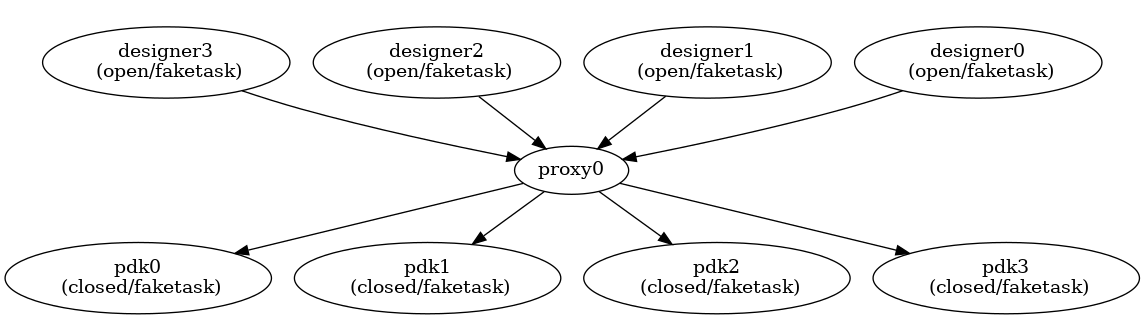 designer3
(open/faketask)
designer2
(open/faketask)
designer1
(open/faketask)
designer0
(open/faketask)
proxy0
pdk0
(closed/faketask)
pdk1
(closed/faketask)
pdk2
(closed/faketask)
pdk3
(closed/faketask)